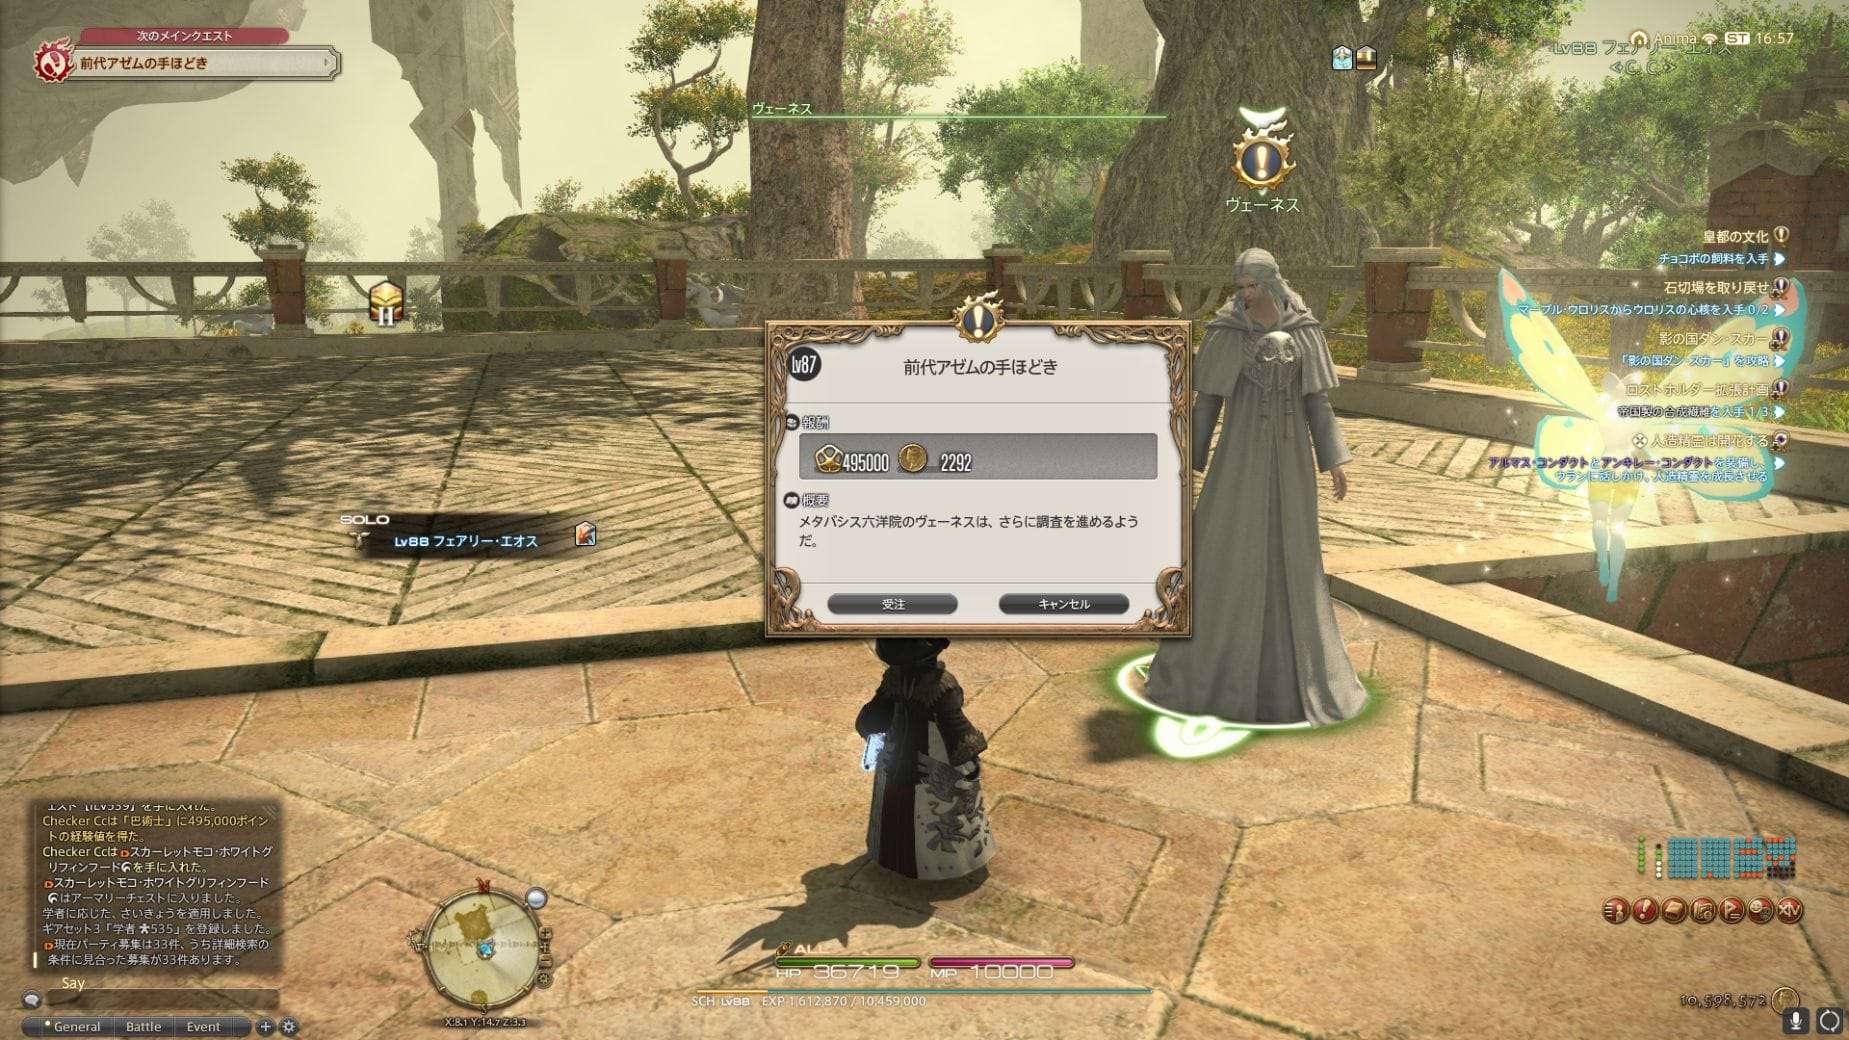 次のメインクエスト
前代アゼムの手ほどき
ヴェーネス
Anima ST 16:57
Lv88 フェアリー・エオス
ヴェーネス
皇都の文化
チョコボの飼料を入手
石切場を取り戻せ
マーブル・ウロリスからウロリスの心核を入手 0/2
影の国ダン・スカー
「影の国ダン・スカー」を攻略
ロストホルダー拡張計画
帝国製の合成繊維を入手 1/3
人造精霊は開花する
アルマス・コンダクトとアンキレー・コンダクトを装備し、
ウランに話しかけ、人造精霊を成長させる
Lv87
前代アゼムの手ほどき
報酬
495000 2292
概要
メタバシス六洋院のヴェーネスは、さらに調査を進めるよう
だ。
受注 キャンセル
SOLO
Lv88 フェアリー・エオス
を手に入れた。
Checker Ccは「巴術士」に495,000ポイン
トの経験値を得た。
Checker Ccは スカーレットモコ・ホワイトグ
リフィンフード を手に入れた。
スカーレットモコ・ホワイトグリフィンフード
はアーマリーチェストに入りました。
学者に応じた、さいきょうを適用しました。
ギアセット3「学者 ★535」を登録しました。
現在パーティ募集は33件、うち詳細検索の
条件に見合った募集が33件あります。
Say
General Battle Event
N
X:8.1 Y:14.7 Z:3.3
ALL
HP 36719 MP 10000
SCH Lv88 EXP 1,612,870 / 10,459,000
XIV
10,598,572